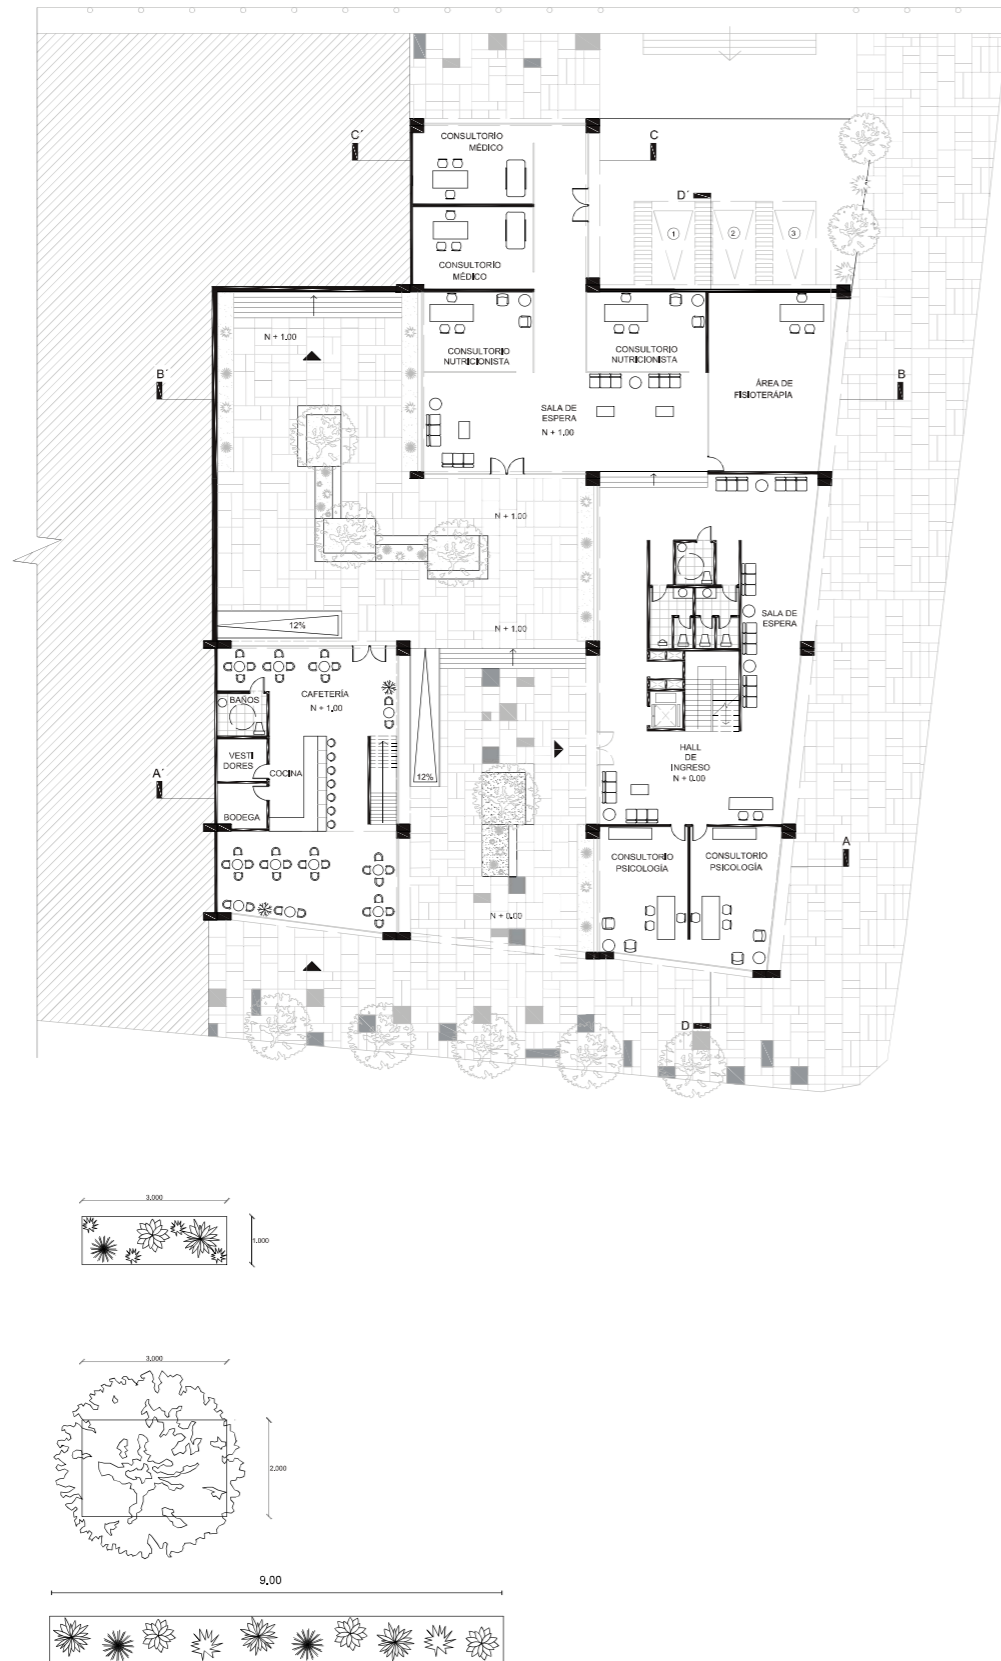 C´
CONSULTORIO
MÉDICO
C
D´
1
2
3
CONSULTORIO
MÉDICO
N + 1.00
CONSULTORIO
NUTRICIONISTA
CONSULTORIO
NUTRICIONISTA
B´
B
ÁREA DE
FISIOTERÁPIA
SALA DE
ESPERA
N + 1.00
N + 1.00
SALA DE
ESPERA
12%
N + 1.00
CAFETERÍA
N + 1.00
BAÑOS
VESTI
DORES
COCINA
BODEGA
12%
HALL
DE
INGRESO
N + 0.00
A´
A
CONSULTORIO
PSICOLOGÍA
CONSULTORIO
PSICOLOGÍA
N + 0.00
D
3.000
1.000
3.000
2.000
9.00